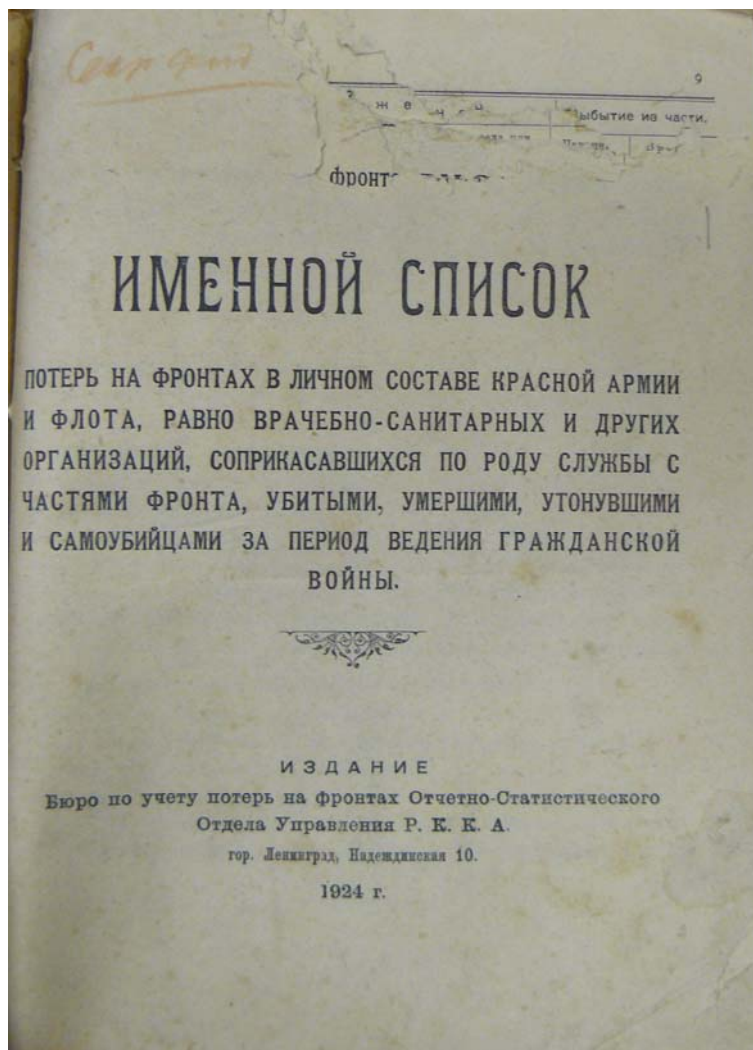 9
ж е
ыбытие из части.
фронт
ИМЕННОЙ СПИСОК
ПОТЕРЬ НА ФРОНТАХ В ЛИЧНОМ СОСТАВЕ КРАСНОЙ АРМИИ
И ФЛОТА, РАВНО ВРАЧЕБНО-САНИТАРНЫХ И ДРУГИХ
ОРГАНИЗАЦИЙ, СОПРИКАСАВШИХСЯ ПО РОДУ СЛУЖБЫ С
ЧАСТЯМИ ФРОНТА, УБИТЫМИ, УМЕРШИМИ, УТОНУВШИМИ
И САМОУБИЙЦАМИ ЗА ПЕРИОД ВЕДЕНИЯ ГРАЖДАНСКОЙ
ВОЙНЫ.
ИЗДАНИЕ
Бюро по учету потерь на фронтах Отчетно-Статистического
Отдела Управления Р. К. К. А.
гор. Ленинград, Надеждинская 10.
1924 г.